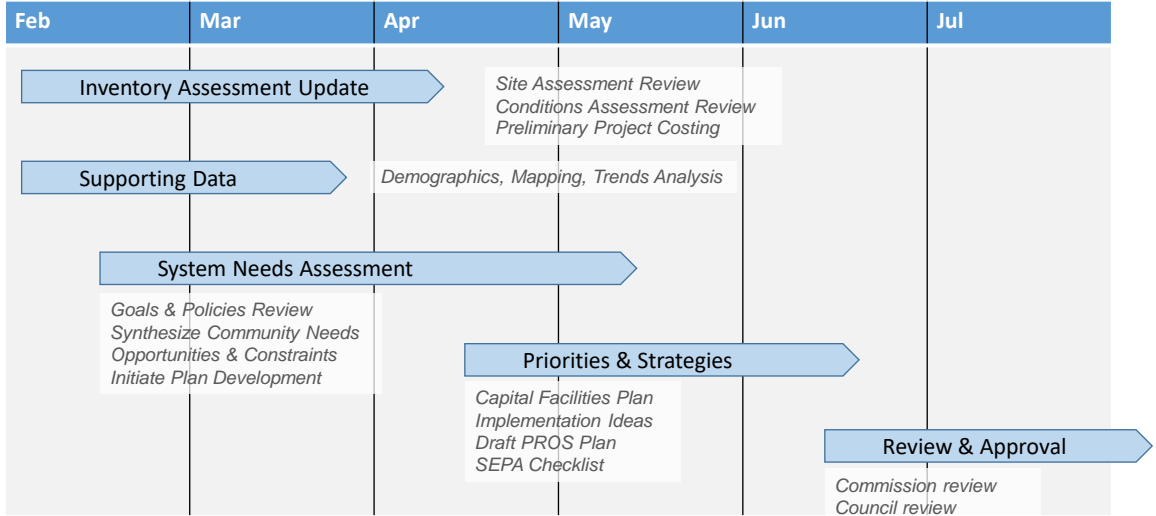 Feb Mar Apr May Jun Jul
Inventory Assessment Update
Site Assessment Review
Conditions Assessment Review
Preliminary Project Costing
Supporting Data
Demographics, Mapping, Trends Analysis
System Needs Assessment
Goals & Policies Review
Synthesize Community Needs
Opportunities & Constraints
Initiate Plan Development
Priorities & Strategies
Capital Facilities Plan
Implementation Ideas
Draft PROS Plan
SEPA Checklist
Review & Approval
Commission review
Council review